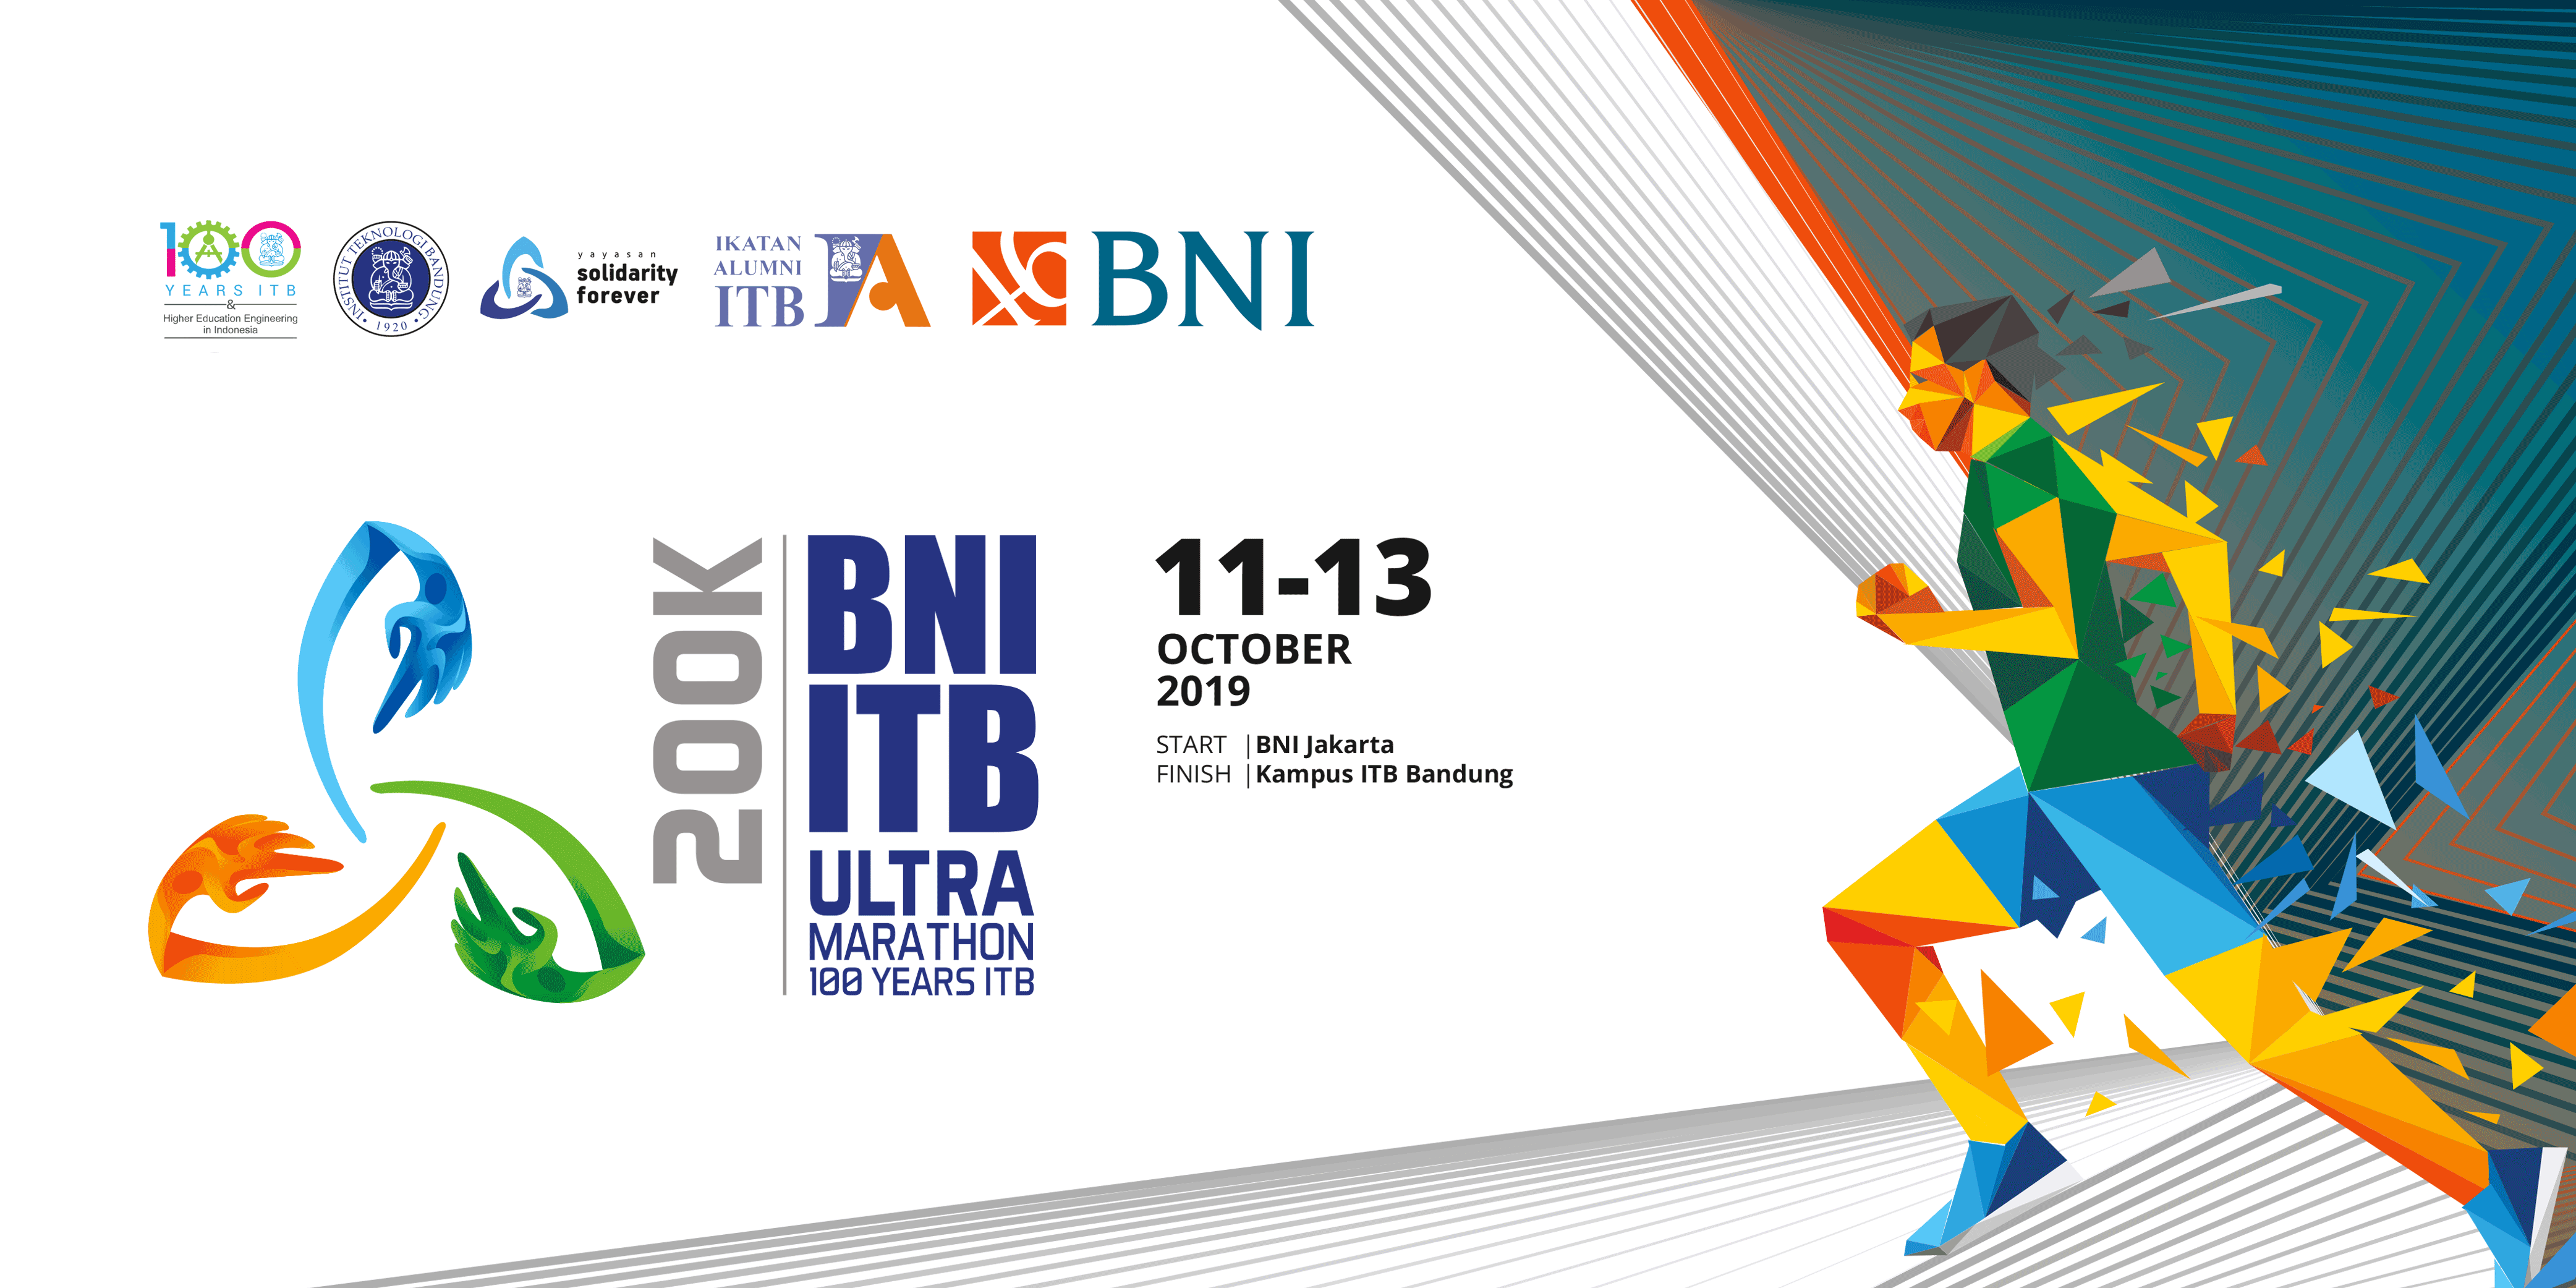 100
YEARS ITB
&
Higher Education Engineering
in Indonesia
INSTITUT TEKNOLOGI BANDUNG
• 1920 •
yayasan
solidarity
forever
IKATAN
ALUMNI
ITB
IA
BNI
200K
BNI
ITB
ULTRA
MARATHON
100 YEARS ITB
11-13
OCTOBER
2019
START | BNI Jakarta
FINISH | Kampus ITB Bandung